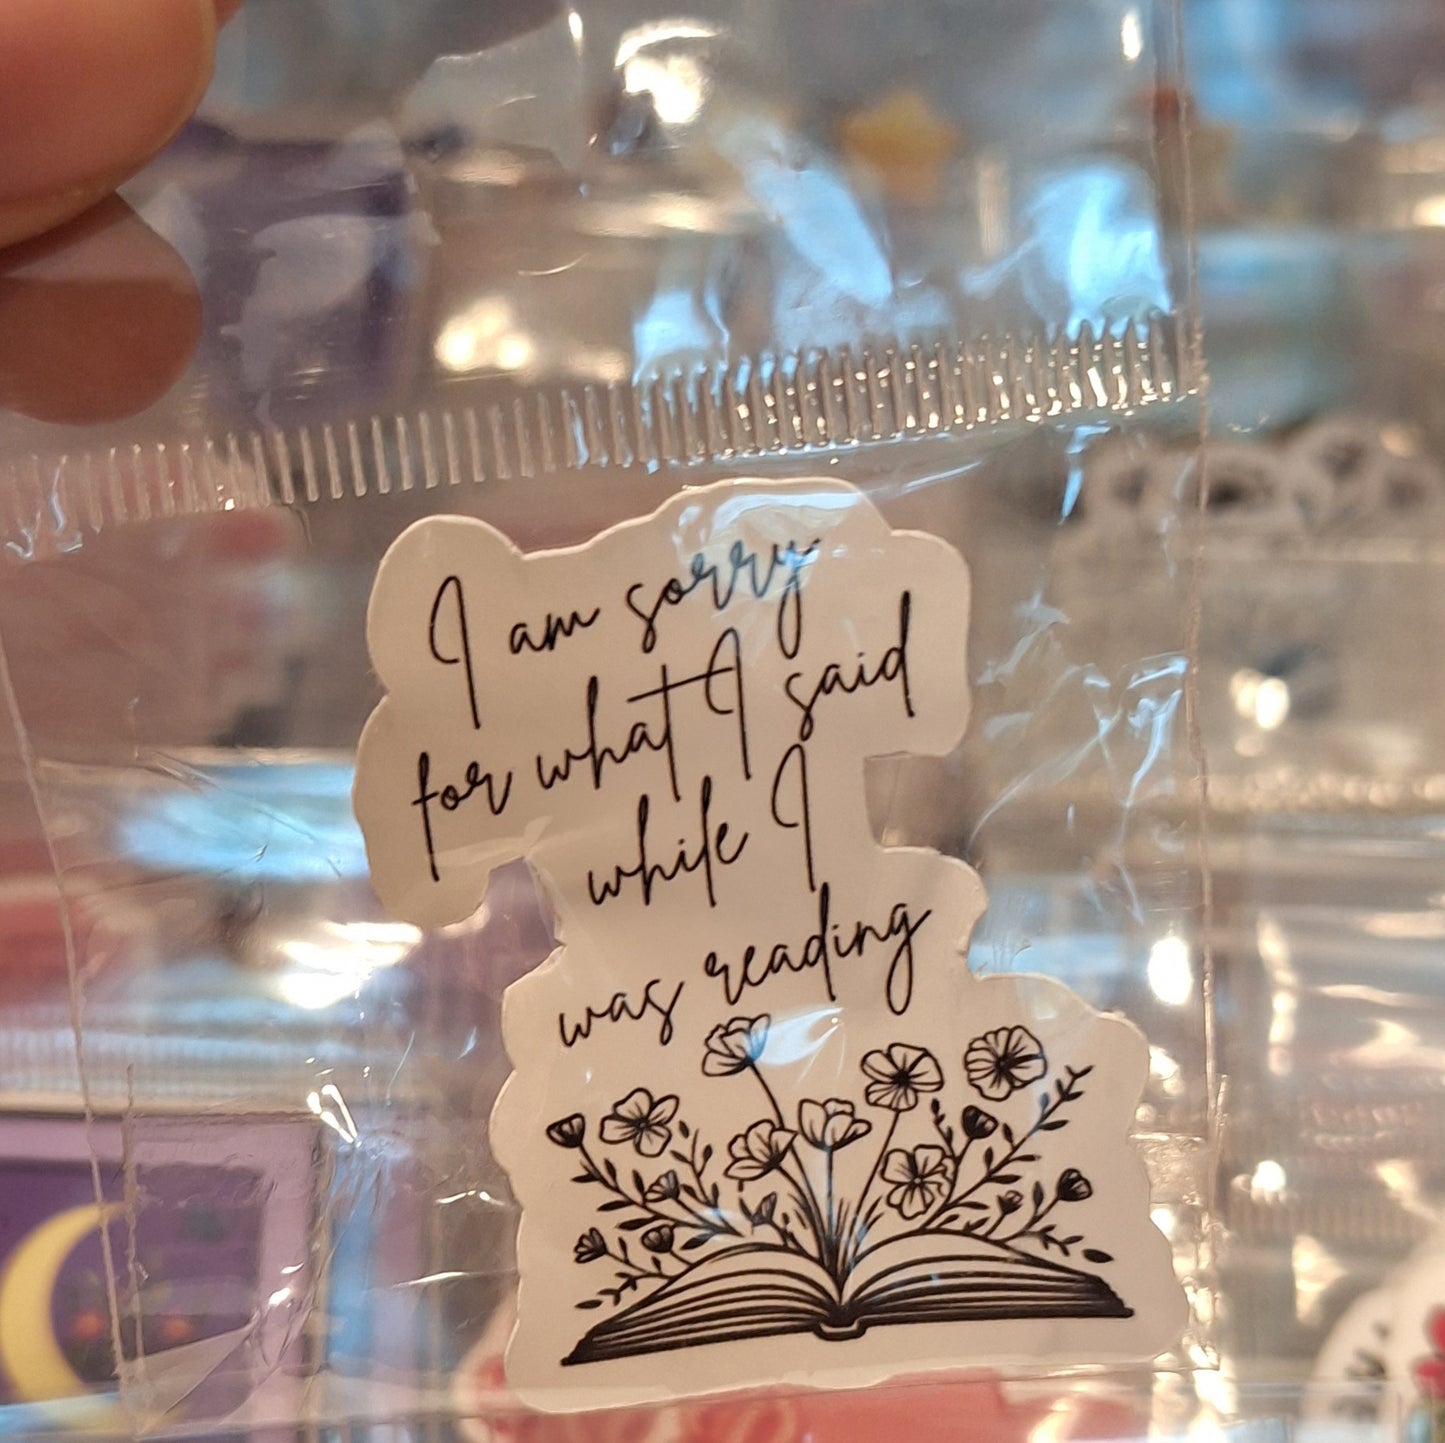 I am sorry
for what I said
while I
was reading